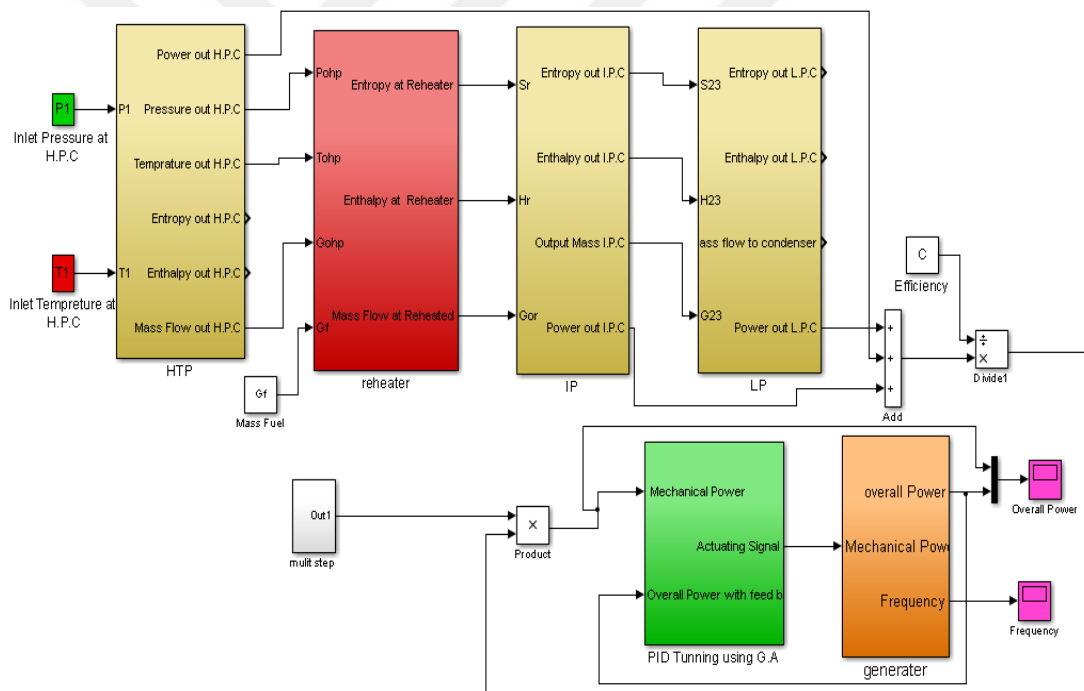 P1
Inlet Pressure at
H.P.C
T1
Inlet Tempreture at
H.P.C
P1
T1
Power out H.P.C
Pressure out H.P.C
Temprature out H.P.C
Entropy out H.P.C
Enthalpy out H.P.C
Mass Flow out H.P.C
HTP
Gf
Mass Fuel
Pohp
Tohp
Gohp
Gf
Entropy at Reheater
Enthalpy at Reheater
Mass Flow at Reheated
reheater
Sr
Hr
Gor
Entropy out I.P.C
Enthalpy out I.P.C
Output Mass I.P.C
Power out I.P.C
IP
S23
H23
G23
Entropy out L.P.C
Enthalpy out L.P.C
ass flow to condenser
Power out L.P.C
LP
C
Efficiency
+
+
+
Add
÷
×
Divide1
Out1
mulit step
×
Product
Mechanical Power
Actuating Signal
Overall Power with feed b
PID Tunning using G.A
overall Power
Mechanical Powe
Frequency
generater
Overall Power
Frequency